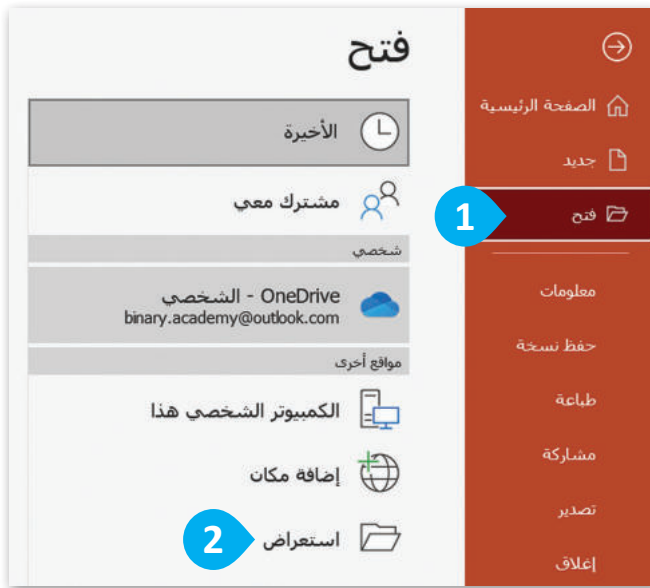 الصفحة الرئيسية
جديد
1
فتح
معلومات
حفظ نسخة
طباعة
مشاركة
تصدير
إغلاق
فتح
الأخيرة
مشترك معي
شخصي
OneDrive - الشخصي
binary.academy@outlook.com
مواقع أخرى
الكمبيوتر الشخصي هذا
إضافة مكان
استعراض
2